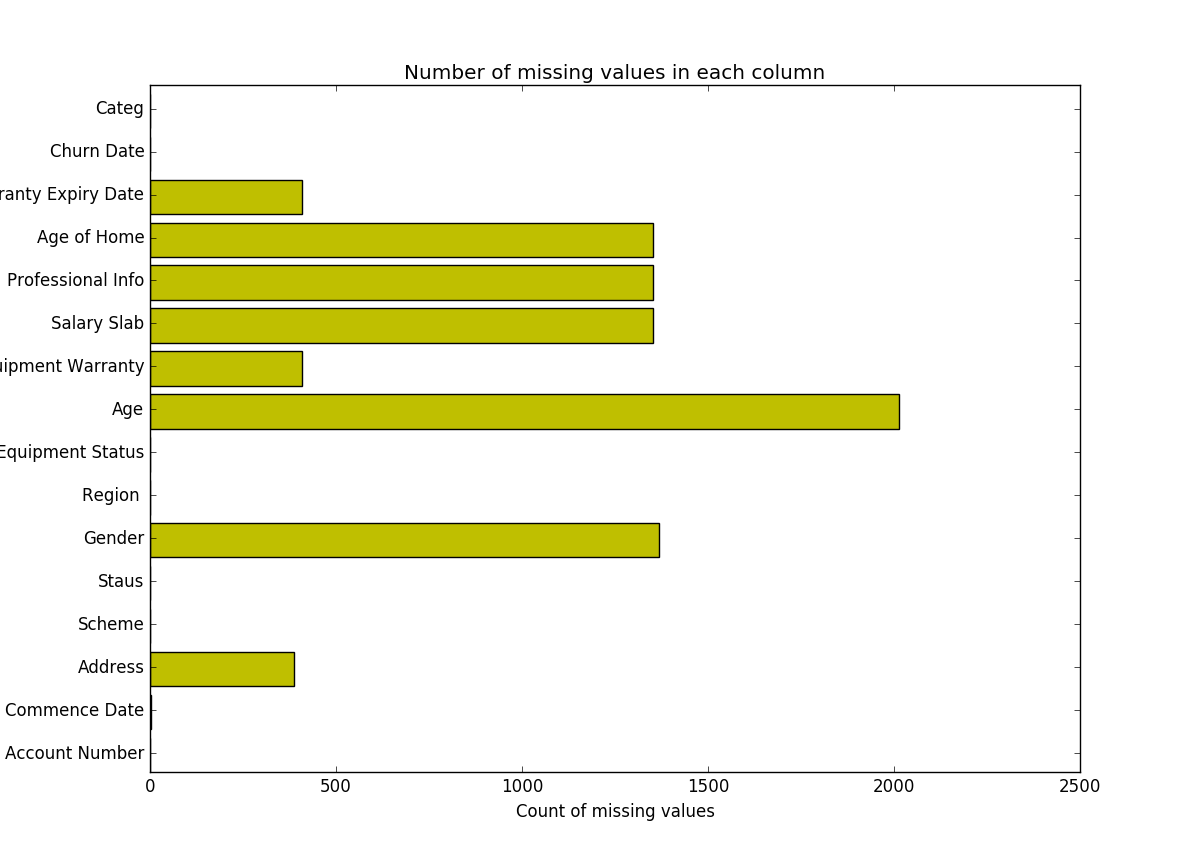 Number of missing values in each column
Categ
Churn Date
ranty Expiry Date
Age of Home
Professional Info
Salary Slab
uipment Warranty
Age
Equipment Status
Region
Gender
Staus
Scheme
Address
Commence Date
Account Number
0 500 1000 1500 2000 2500
Count of missing values